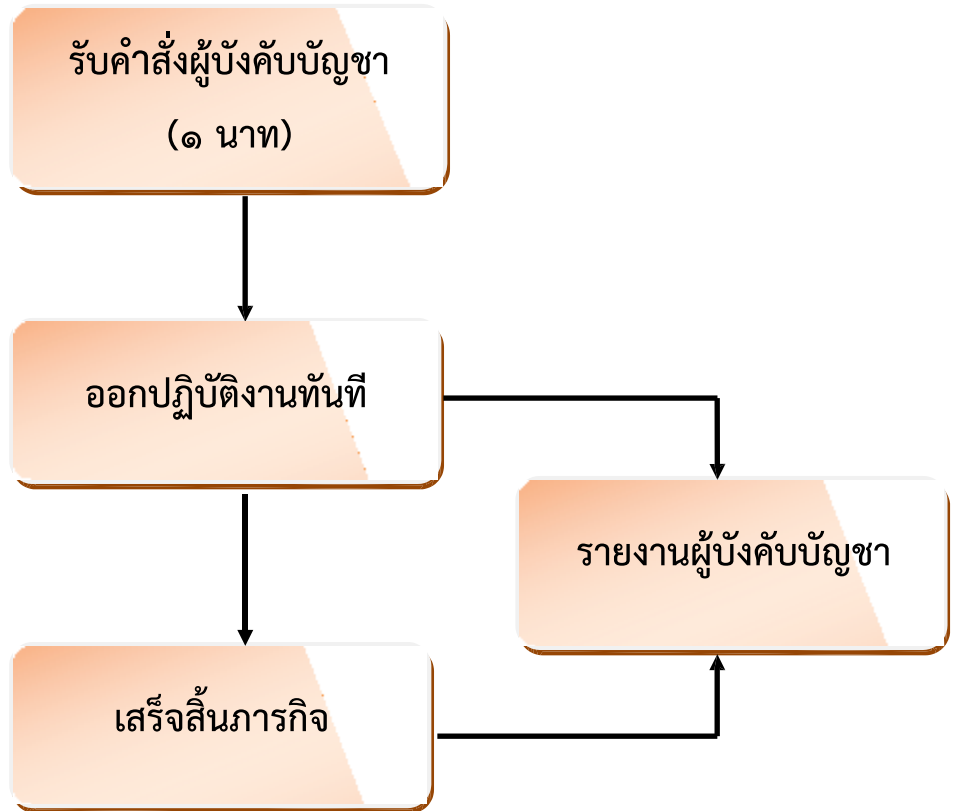 รับคำสั่งผู้บังคับบัญชา
(๑ นาท)
ออกปฏิบัติงานทันที
รายงานผู้บังคับบัญชา
เสร็จสิ้นภารกิจ